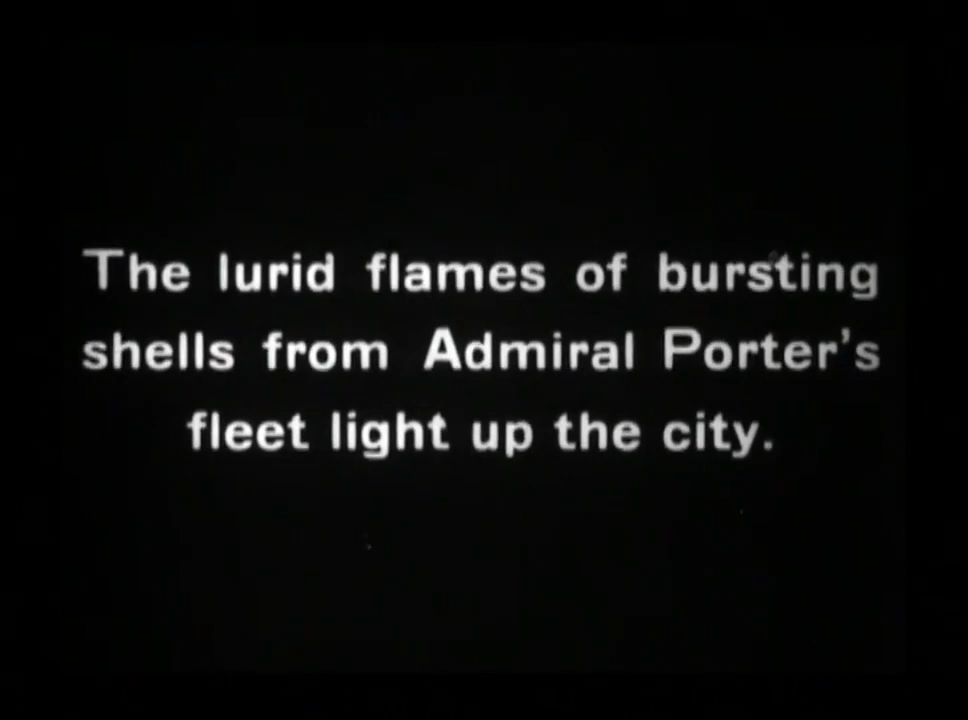 The lurid flames of bursting
shells from Admiral Porter's
fleet light up the city.